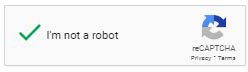 I'm not a robot
reCAPTCHA
Privacy • Terms